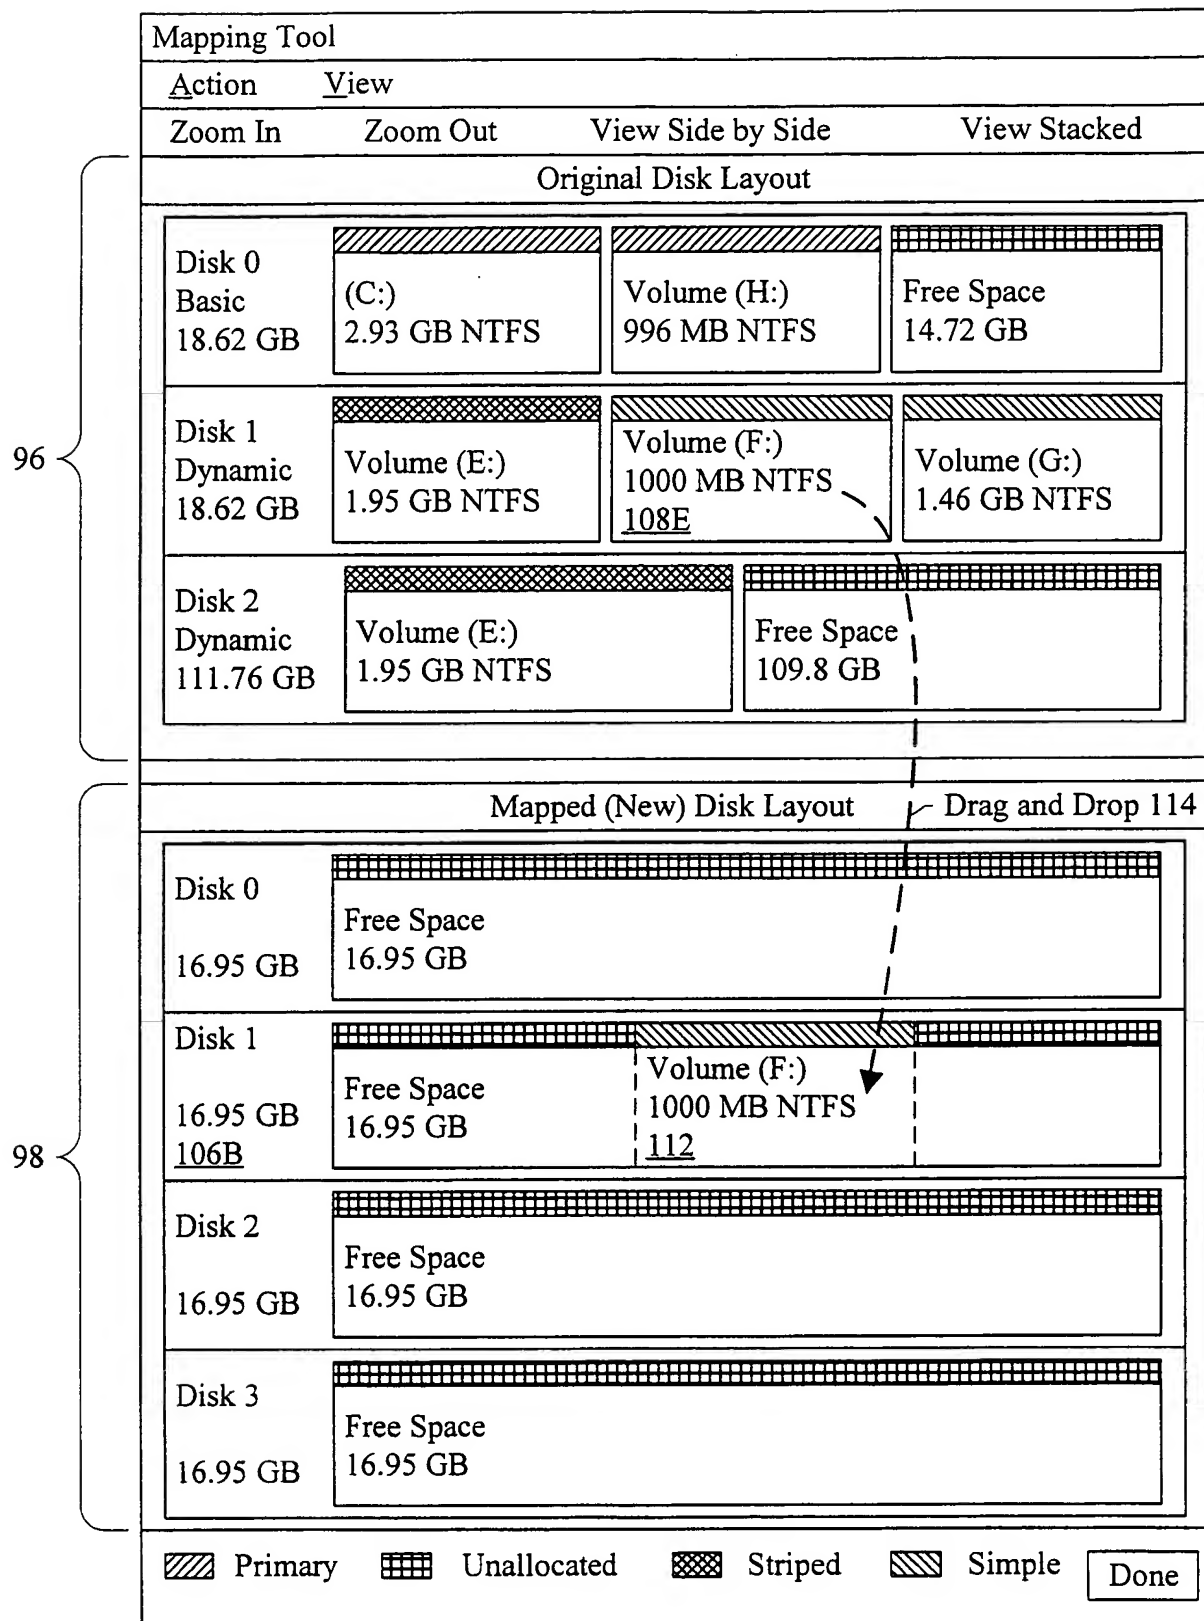 Mapping Tool
Action View
Zoom In Zoom Out View Side by Side View Stacked
Original Disk Layout
96
Disk 0
Basic
18.62 GB
(C:)
2.93 GB NTFS
Volume (H:)
996 MB NTFS
Free Space
14.72 GB
Disk 1
Dynamic
18.62 GB
Volume (E:)
1.95 GB NTFS
Volume (F:)
1000 MB NTFS
108E
Volume (G:)
1.46 GB NTFS
Disk 2
Dynamic
111.76 GB
Volume (E:)
1.95 GB NTFS
Free Space
109.8 GB
Mapped (New) Disk Layout
Drag and Drop 114
98
Disk 0
16.95 GB
Free Space
16.95 GB
Disk 1
16.95 GB
106B
Free Space
16.95 GB
Volume (F:)
1000 MB NTFS
112
Disk 2
16.95 GB
Free Space
16.95 GB
Disk 3
16.95 GB
Free Space
16.95 GB
Primary Unallocated Striped Simple Done